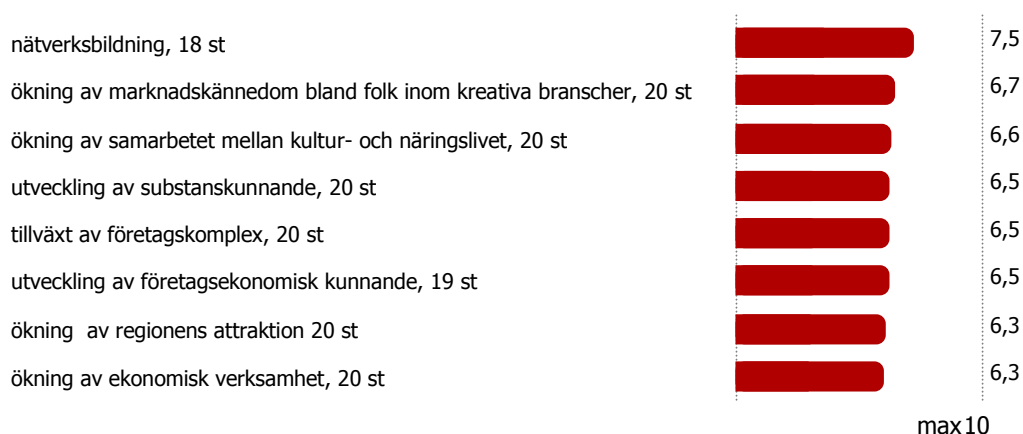 nätverksbildning, 18 st 7,5
ökning av marknadskännedom bland folk inom kreativa branscher, 20 st 6,7
ökning av samarbetet mellan kultur- och näringslivet, 20 st 6,6
utveckling av substanskunnande, 20 st 6,5
tillväxt av företagskomplex, 20 st 6,5
utveckling av företagsekonomisk kunnande, 19 st 6,5
ökning av regionens attraktion 20 st 6,3
ökning av ekonomisk verksamhet, 20 st 6,3
max10